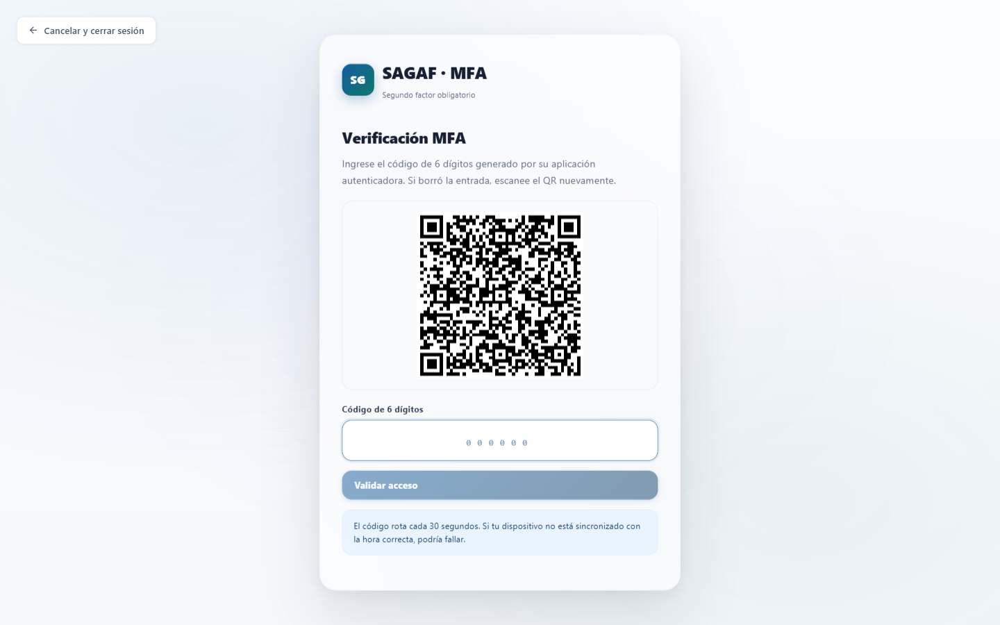 Cancelar y cerrar sesión
SG
SAGAF · MFA
Segundo factor obligatorio
Verificación MFA
Ingrese el código de 6 dígitos generado por su aplicación
autenticadora. Si borró la entrada, escanee el QR nuevamente.
Código de 6 dígitos
000000
Validar acceso
El código rota cada 30 segundos. Si tu dispositivo no está sincronizado con
la hora correcta, podría fallar.